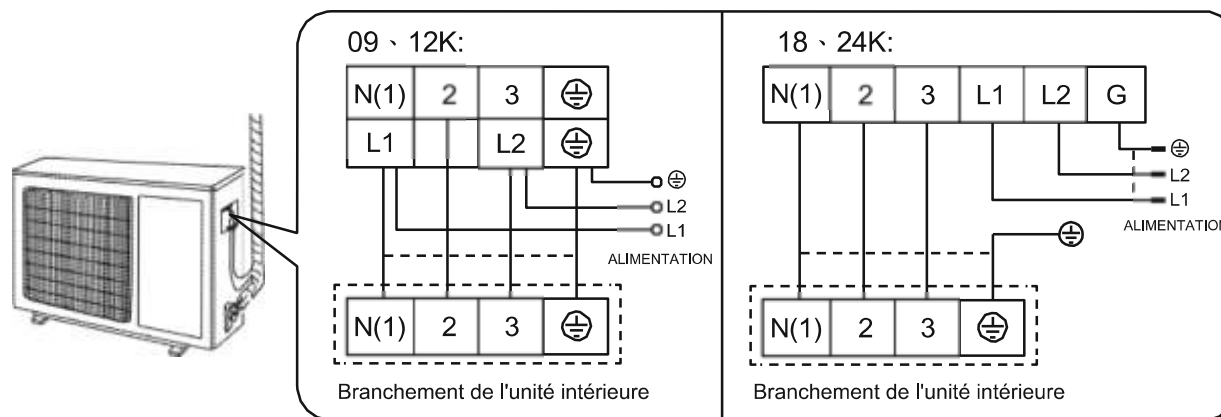 09、12K:
N(1) 2 3
L1 L2
L2
L1
ALIMENTATION
N(1) 2 3
Branchement de l'unité intérieure
18、24K:
N(1) 2 3 L1 L2 G
L2
L1
ALIMENTATION
N(1) 2 3
Branchement de l'unité intérieure